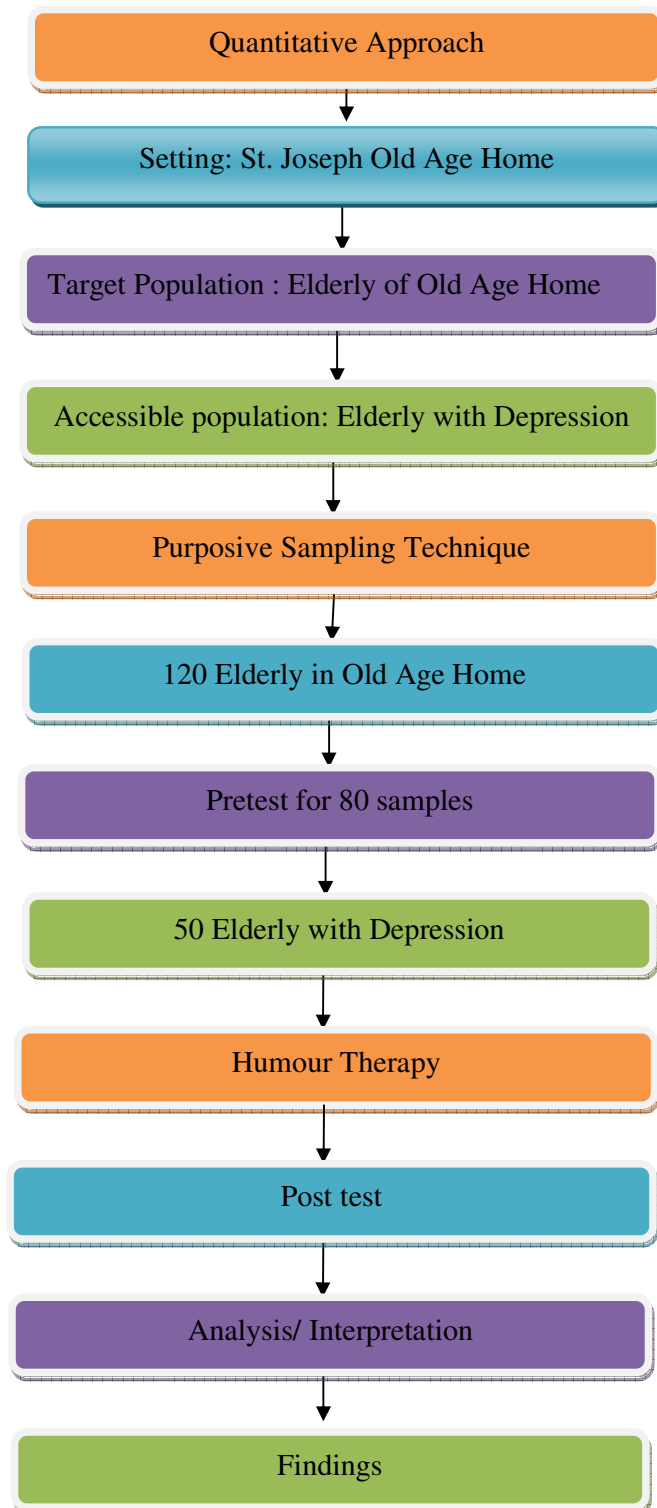 Quantitative Approach
Setting: St. Joseph Old Age Home
Target Population : Elderly of Old Age Home
Accessible population: Elderly with Depression
Purposive Sampling Technique
120 Elderly in Old Age Home
Pretest for 80 samples
50 Elderly with Depression
Humour Therapy
Post test
Analysis/ Interpretation
Findings